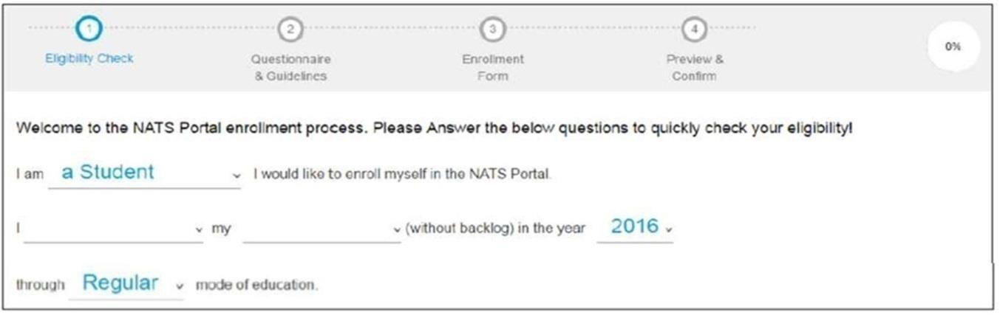 1 2 3 4
0%
Eligibility Check Questionnaire & Guidelines Enrollment Form Preview & Confirm
Welcome to the NATS Portal enrollment process. Please Answer the below questions to quickly check your eligibility!
I am a Student I would like to enroll myself in the NATS Portal.
I my (without backlog) in the year 2016
through Regular mode of education.